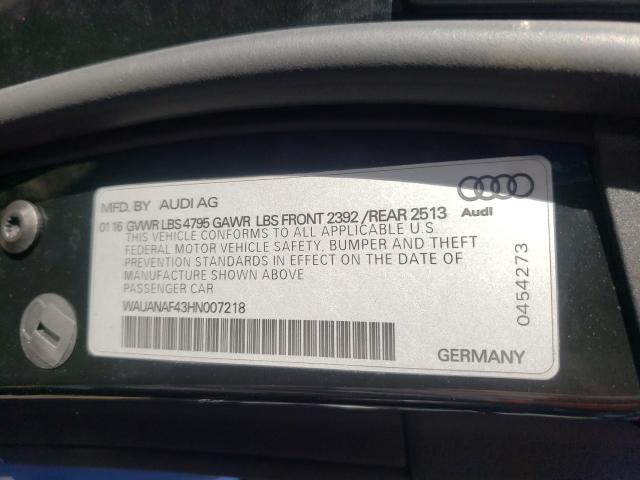 MFD. BY AUDI AG
01 16 GVWR LBS 4795 GAWR LBS FRONT 2392 /REAR 2513
Audi
THIS VEHICLE CONFORMS TO ALL APPLICABLE U.S.
FEDERAL MOTOR VEHICLE SAFETY, BUMPER AND THEFT
PREVENTION STANDARDS IN EFFECT ON THE DATE OF
MANUFACTURE SHOWN ABOVE
PASSENGER CAR
WAUANAF43HN007218
0454273
GERMANY